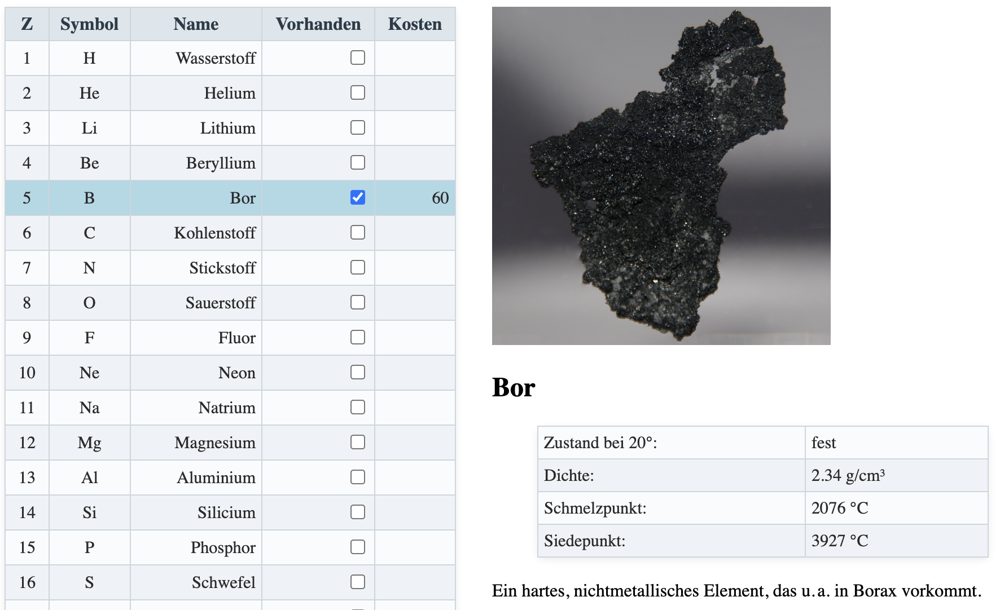 Z Symbol Name Vorhanden Kosten
1 H Wasserstoff
2 He Helium
3 Li Lithium
4 Be Beryllium
5 B Bor 60
6 C Kohlenstoff
7 N Stickstoff
8 O Sauerstoff
9 F Fluor
10 Ne Neon
11 Na Natrium
12 Mg Magnesium
13 Al Aluminium
14 Si Silicium
15 P Phosphor
16 S Schwefel
Bor
Zustand bei 20°: fest
Dichte: 2.34 g/cm³
Schmelzpunkt: 2076 °C
Siedepunkt: 3927 °C
Ein hartes, nichtmetallisches Element, das u. a. in Borax vorkommt.